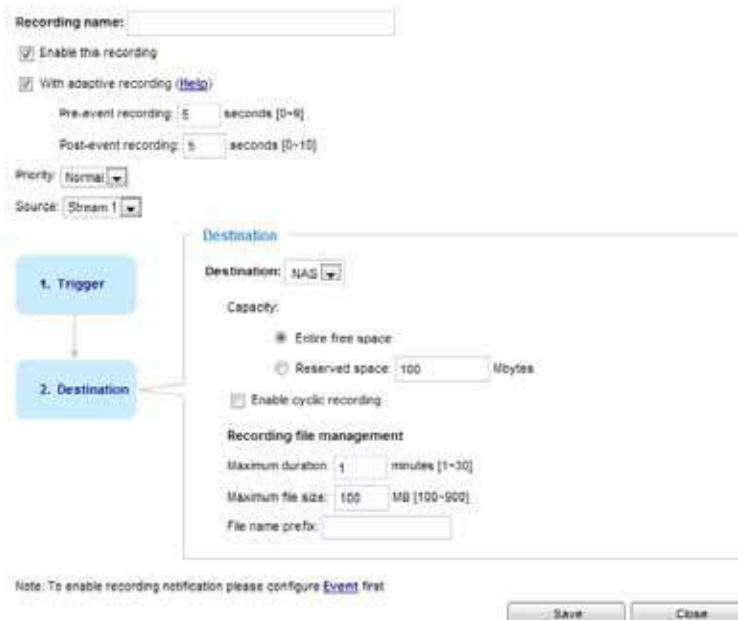 Recording name:
Enable this recording
With adaptive recording (Help)
Pre-event recording: 5 seconds [0~9]
Post-event recording: 5 seconds [0~10]
Priority: Normal
Source: Stream 1
Destination
1. Trigger
2. Destination
Destination: NAS
Capacity:
Entire free space
Reserved space: 100 Mbytes
Enable cyclic recording
Recording file management
Maximum duration: 1 minutes [1~30]
Maximum file size: 100 MB [100~900]
File name prefix:
Note: To enable recording notification please configure Event first
Save Close